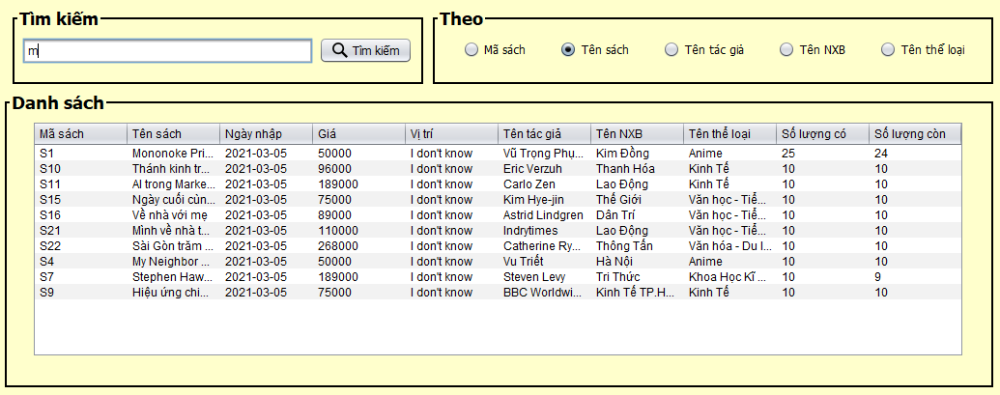 Tìm kiếm
Theo
m
Tìm kiếm
Mã sách Tên sách Tên tác giả Tên NXB Tên thể loại
Danh sách
Mã sách Tên sách Ngày nhập Giá Vị trí Tên tác giả Tên NXB Tên thể loại Số lượng có Số lượng còn
S1 Mononoke Pri... 2021-03-05 50000 I don't know Vũ Trọng Phụ... Kim Đồng Anime 25 24
S10 Thánh kinh tr... 2021-03-05 96000 I don't know Eric Verzuh Thanh Hóa Kinh Tế 10 10
S11 AI trong Marke... 2021-03-05 189000 I don't know Carlo Zen Lao Động Kinh Tế 10 10
S15 Ngày cuối cùn... 2021-03-05 75000 I don't know Kim Hye-jin Thế Giới Văn học - Tiể... 10 10
S16 Về nhà với mẹ 2021-03-05 89000 I don't know Astrid Lindgren Dân Trí Văn học - Tiể... 10 10
S21 Mình về nhà t... 2021-03-05 110000 I don't know Indrytimes Lao Động Văn học - Tiể... 10 10
S22 Sài Gòn trăm ... 2021-03-05 268000 I don't know Catherine Ry... Thông Tấn Văn hóa - Du l... 10 10
S4 My Neighbor ... 2021-03-05 50000 I don't know Vu Triết Hà Nội Anime 10 10
S7 Stephen Haw... 2021-03-05 189000 I don't know Steven Levy Tri Thức Khoa Học Kĩ ... 10 9
S9 Hiệu ứng chi... 2021-03-05 75000 I don't know BBC Worldwi... Kinh Tế TP.H... Kinh Tế 10 10